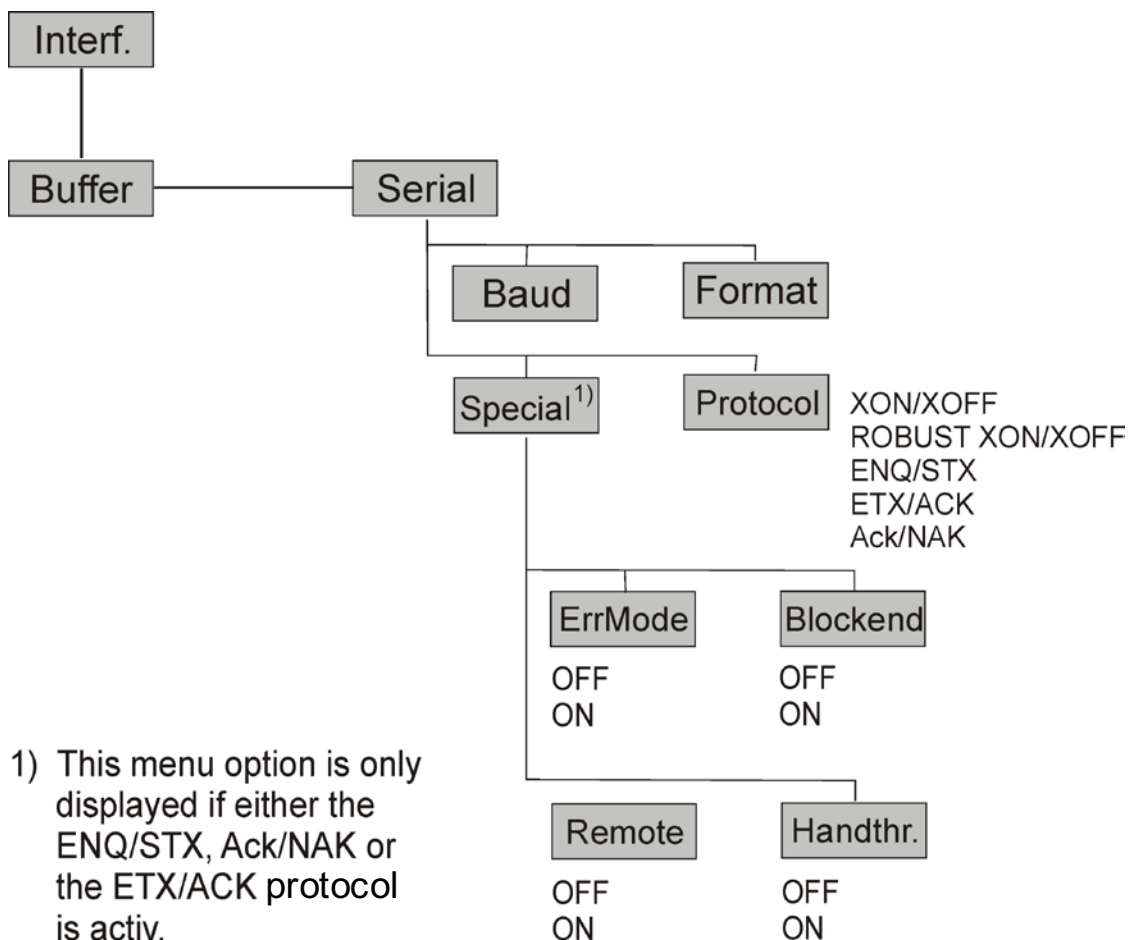 Interf.
Buffer
Serial
Baud
Format
Special1)
Protocol
XON/XOFF
ROBUST XON/XOFF
ENQ/STX
ETX/ACK
Ack/NAK
ErrMode
OFF
ON
Blockend
OFF
ON
Remote
OFF
ON
Handthr.
OFF
ON
1) This menu option is only
displayed if either the
ENQ/STX, Ack/NAK or
the ETX/ACK protocol
is activ.